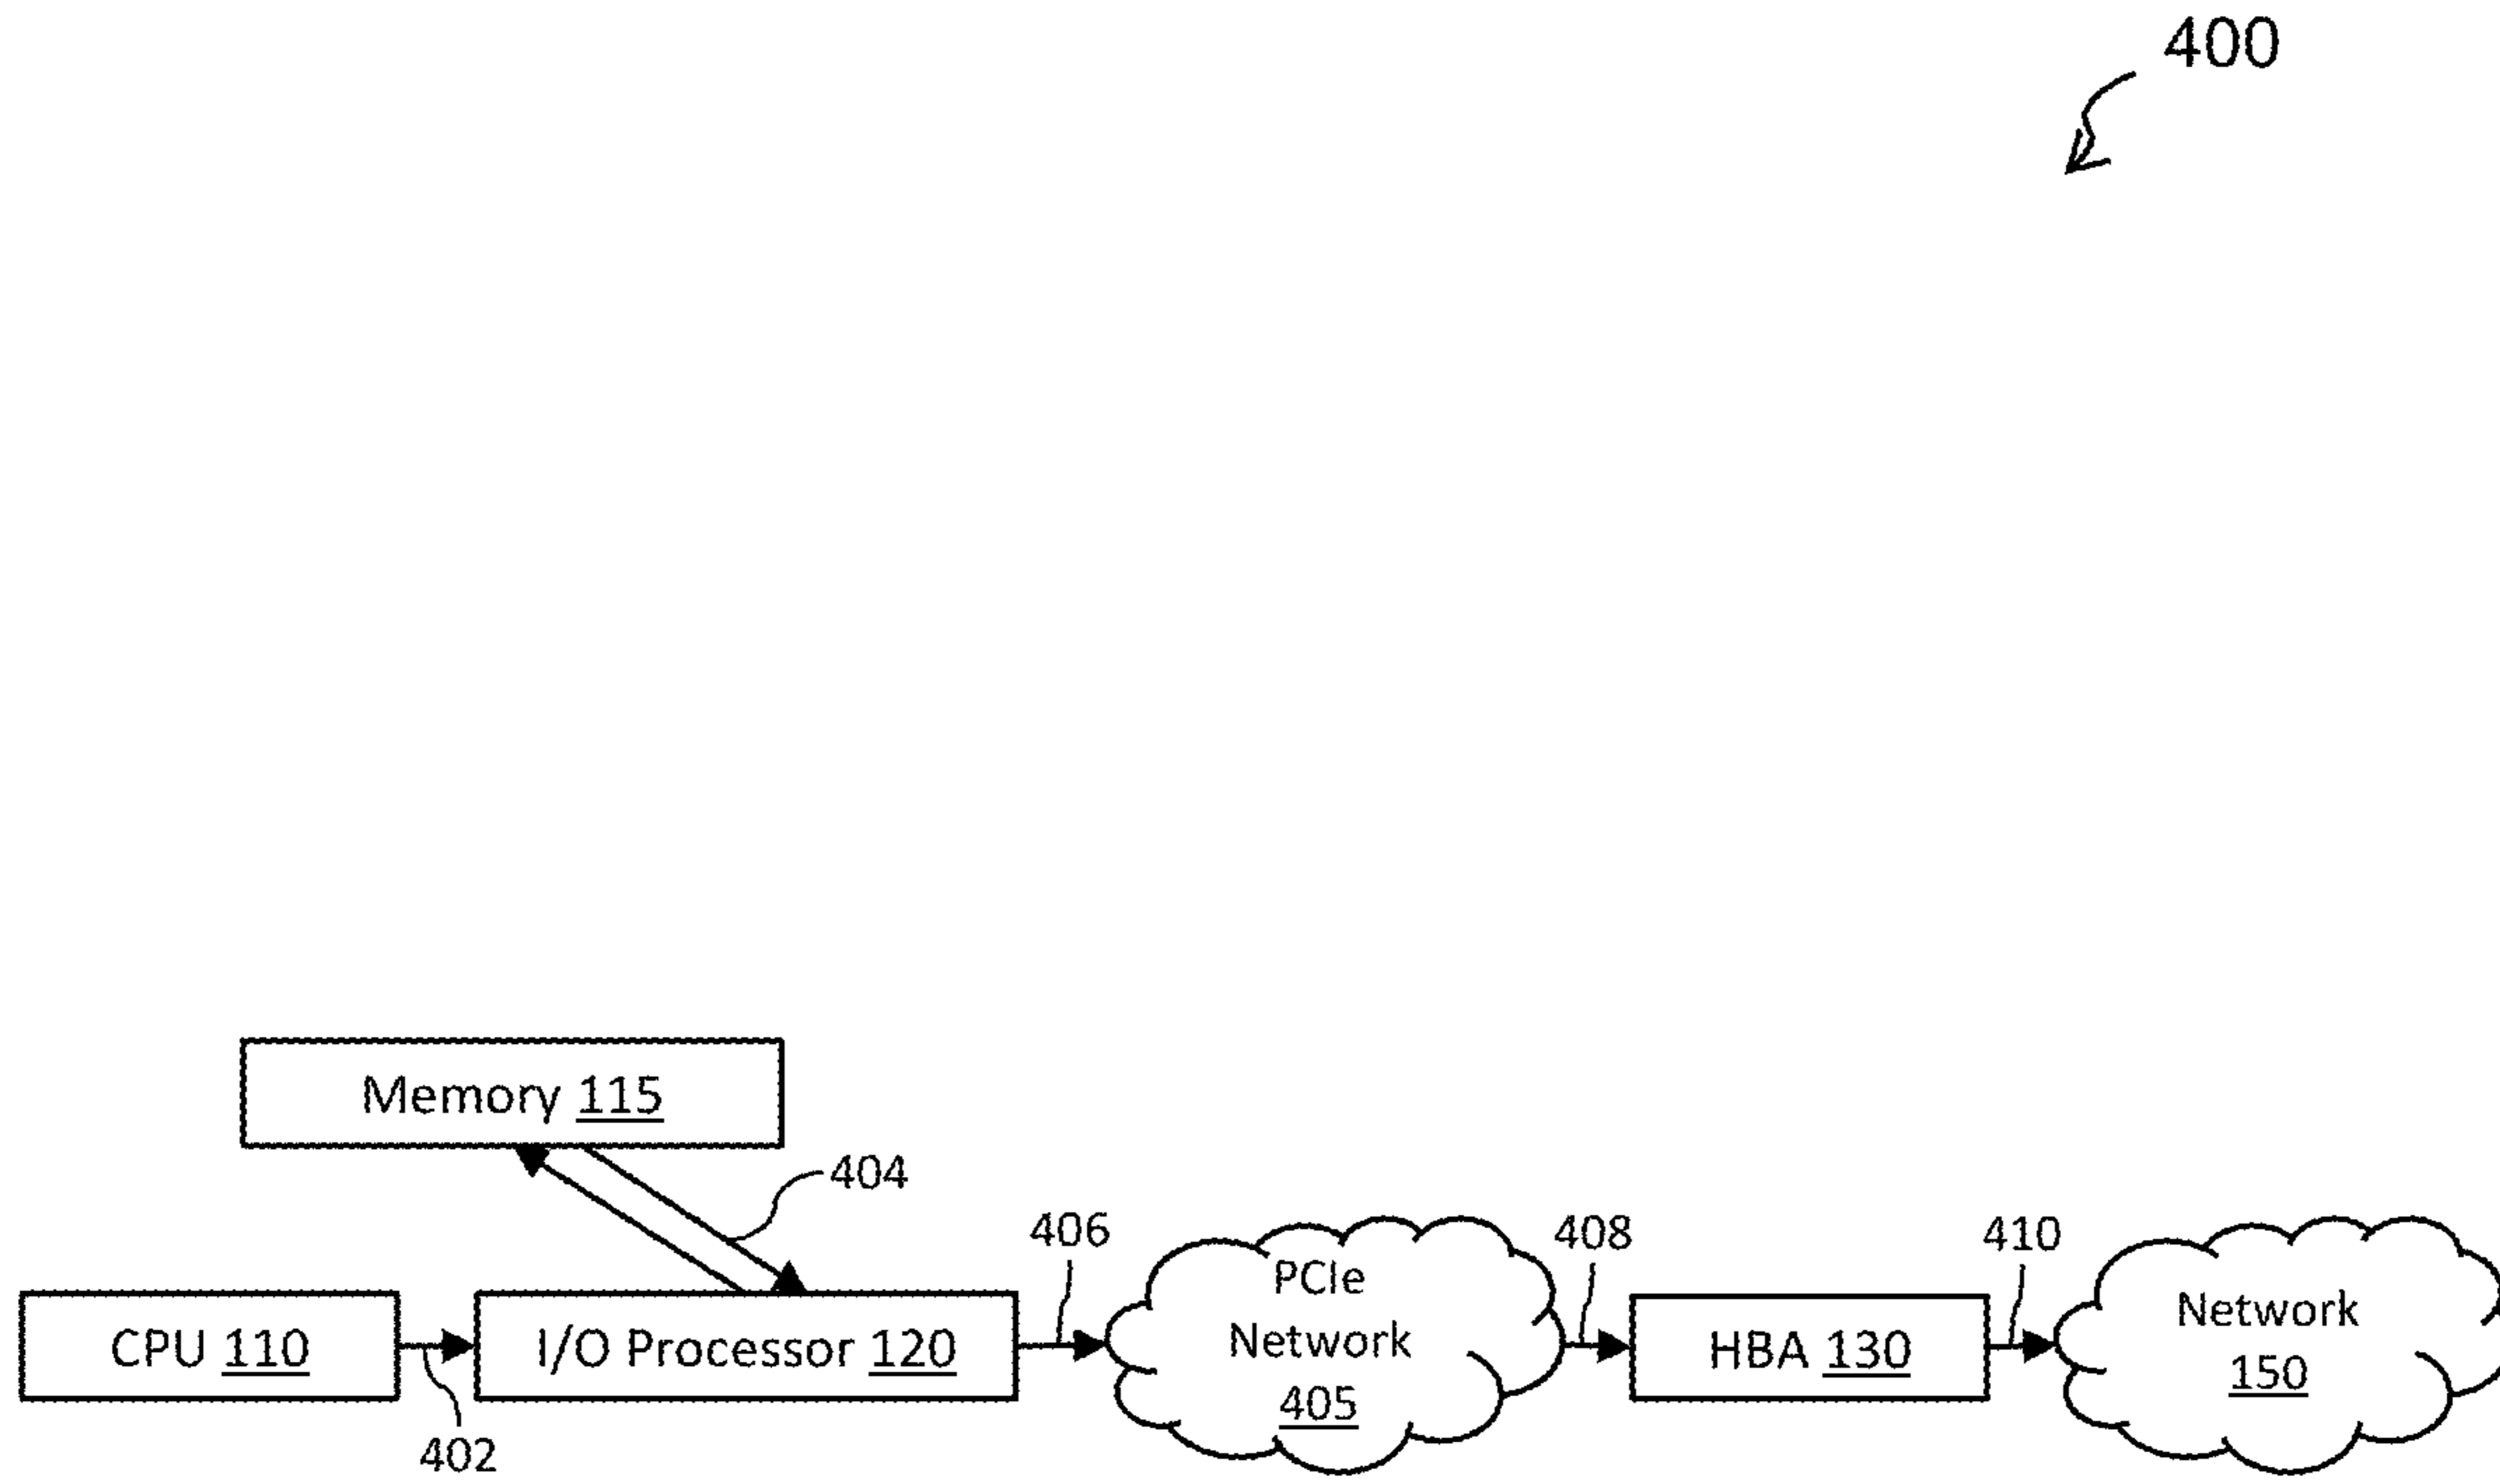 400
Memory 115
404
406
408
410
CPU 110
I/O Processor 120
PCIe
Network
405
HBA 130
Network
150
402